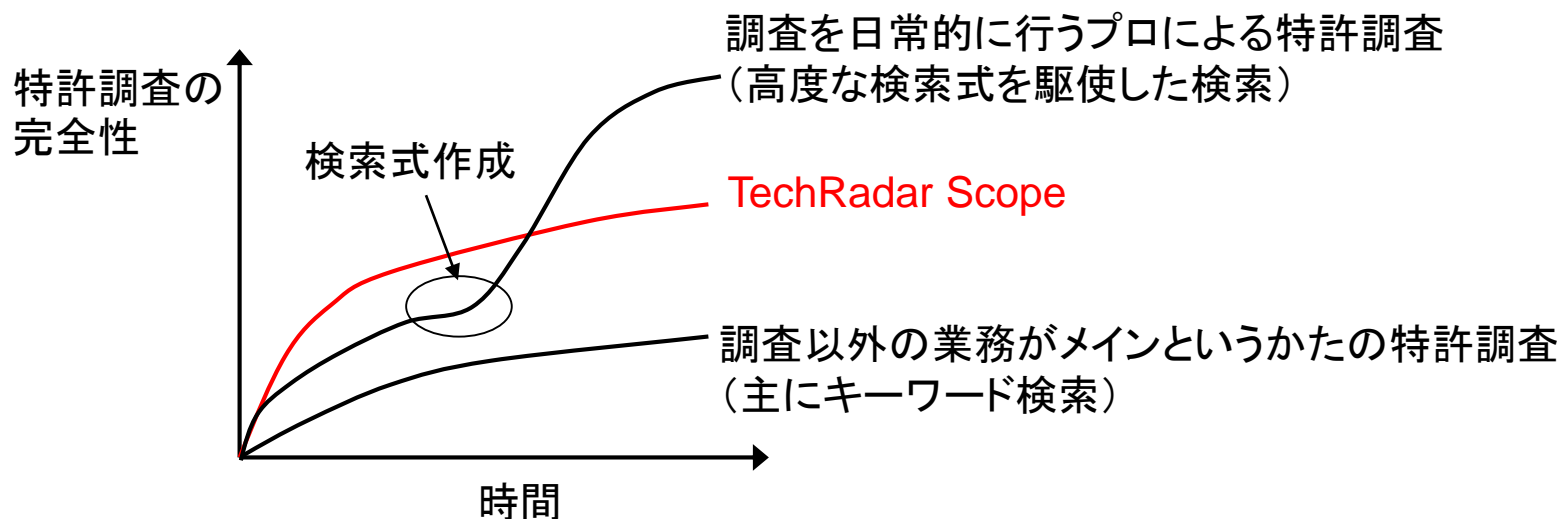 調査を日常的に行うプロによる特許調査
（高度な検索式を駆使した検索）
特許調査の
完全性
検索式作成
TechRadar Scope
調査以外の業務がメインというかたの特許調査
（主にキーワード検索）
時間